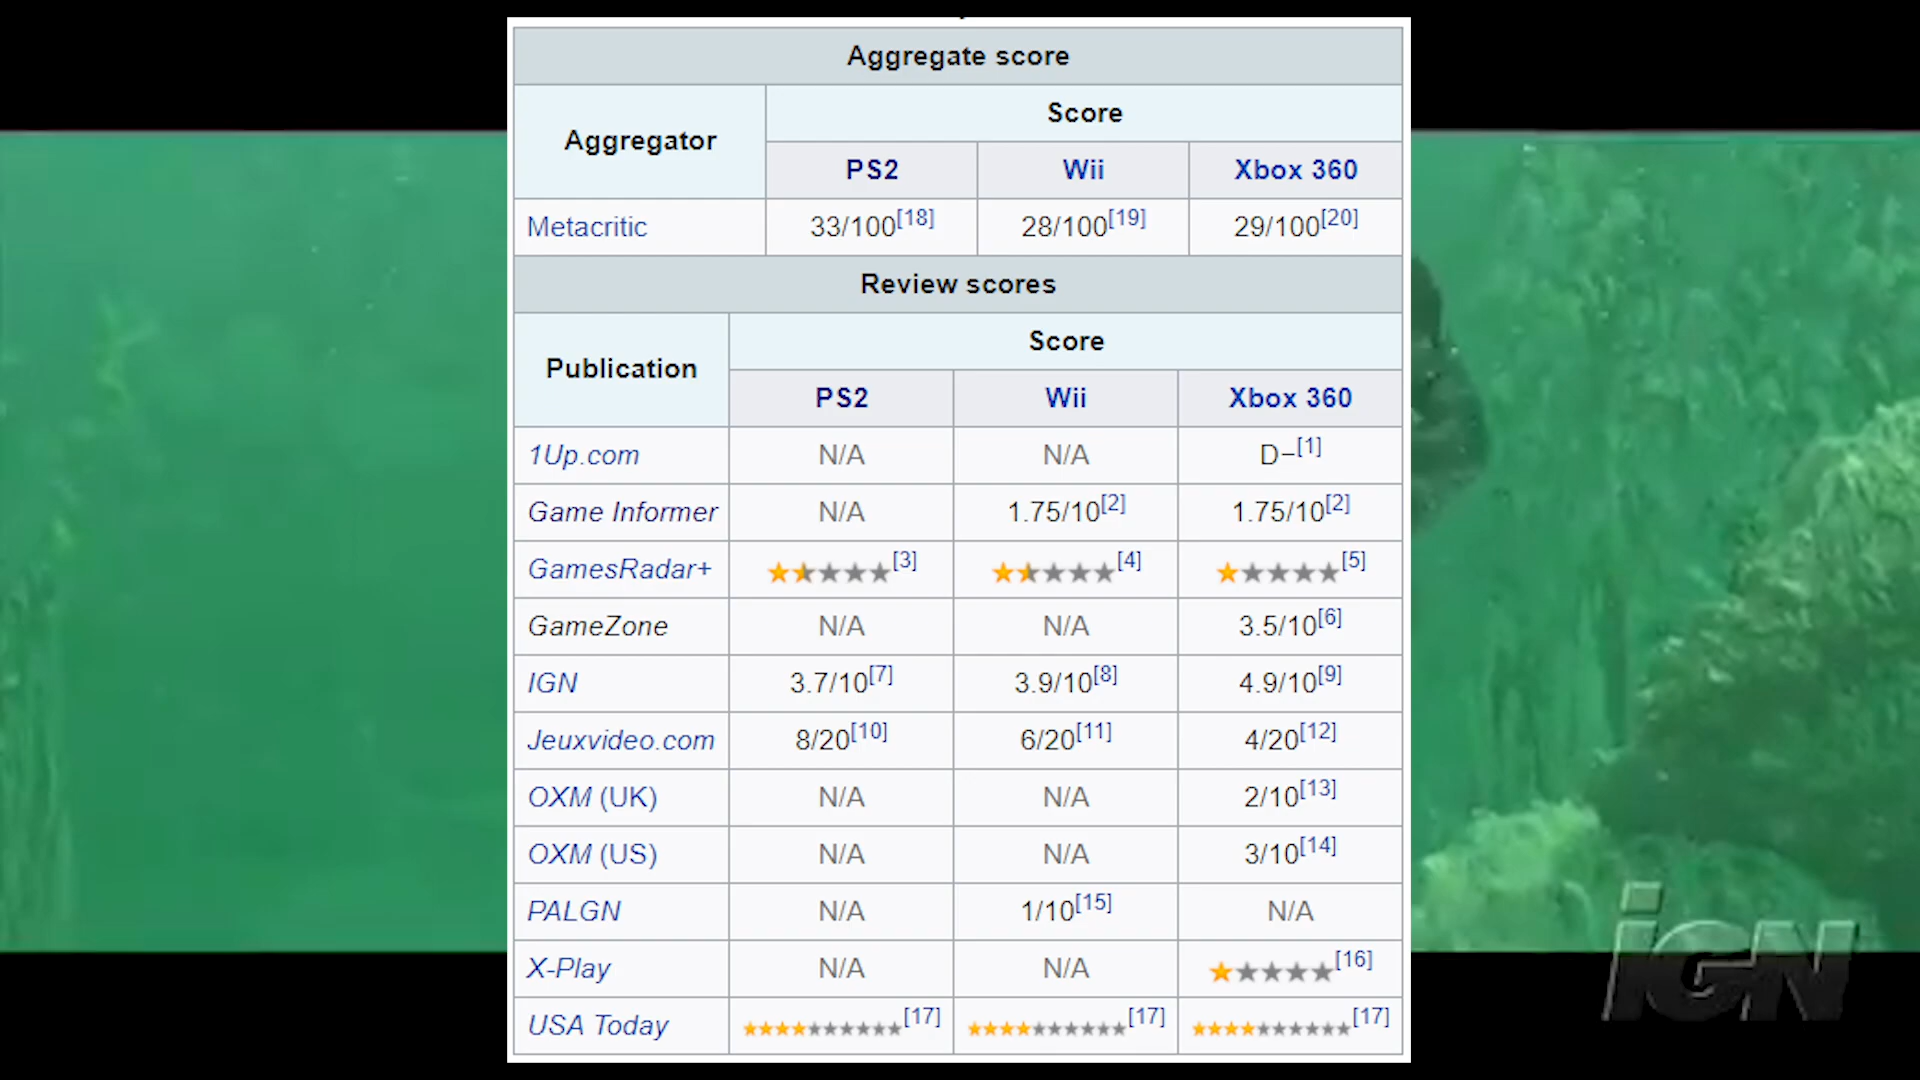 Aggregate score
Aggregator
Score
PS2 Wii Xbox 360
Metacritic 33/100[18] 28/100[19] 29/100[20]
Review scores
Publication
Score
PS2 Wii Xbox 360
1Up.com N/A N/A D−[1]
Game Informer N/A 1.75/10[2] 1.75/10[2]
GamesRadar+ [3] [4] [5]
GameZone N/A N/A 3.5/10[6]
IGN 3.7/10[7] 3.9/10[8] 4.9/10[9]
Jeuxvideo.com 8/20[10] 6/20[11] 4/20[12]
OXM (UK) N/A N/A 2/10[13]
OXM (US) N/A N/A 3/10[14]
PALGN N/A 1/10[15] N/A
X-Play N/A N/A [16]
USA Today [17] [17] [17]
iGN